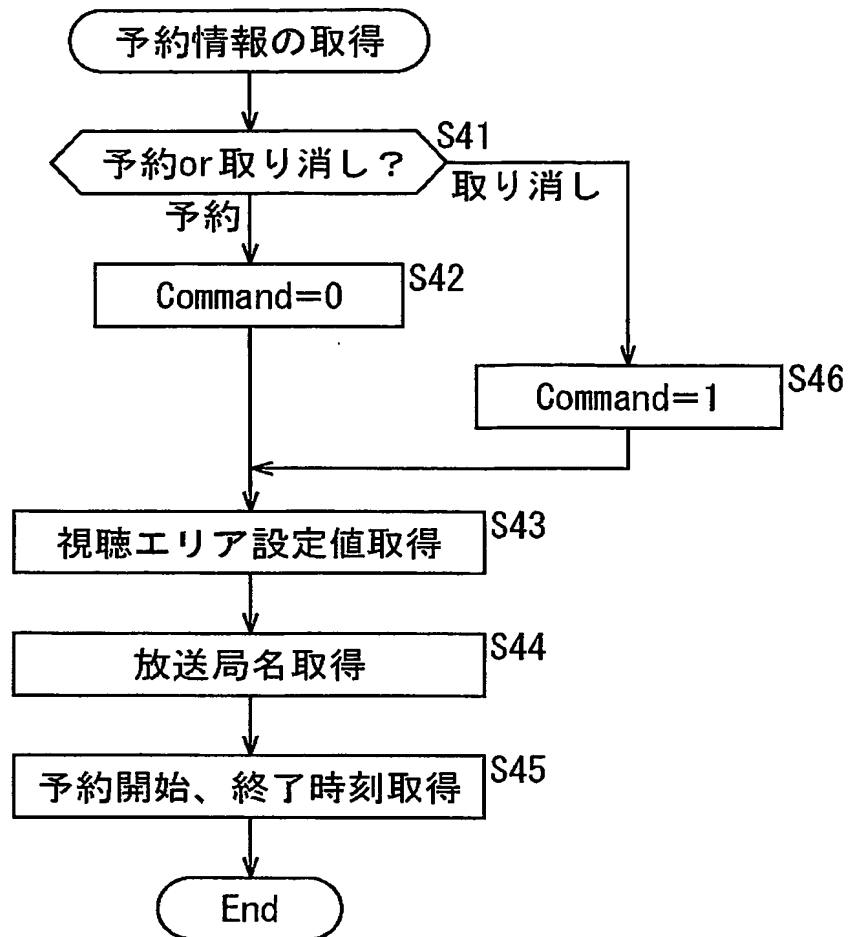 予約情報の取得
S41
予約or取り消し？
取り消し
予約
S42
Command=0
S46
Command=1
S43
視聴エリア設定値取得
S44
放送局名取得
S45
予約開始、終了時刻取得
End